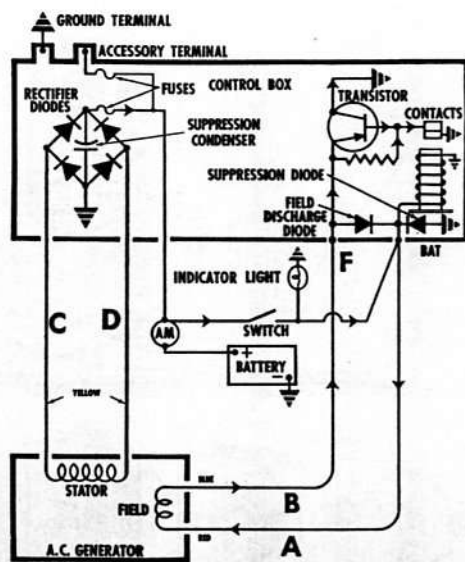 GROUND TERMINAL
ACCESSORY TERMINAL
FUSES
CONTROL BOX
RECTIFIER
DIODES
TRANSISTOR
CONTACTS
SUPPRESSION
CONDENSER
SUPPRESSION DIODE
FIELD
DISCHARGE
DIODE
BAT
F
INDICATOR LIGHT
C
D
AM
SWITCH
+
BATTERY
−
YELLOW
BLUE
STATOR
B
FIELD
RED
A
A.C. GENERATOR